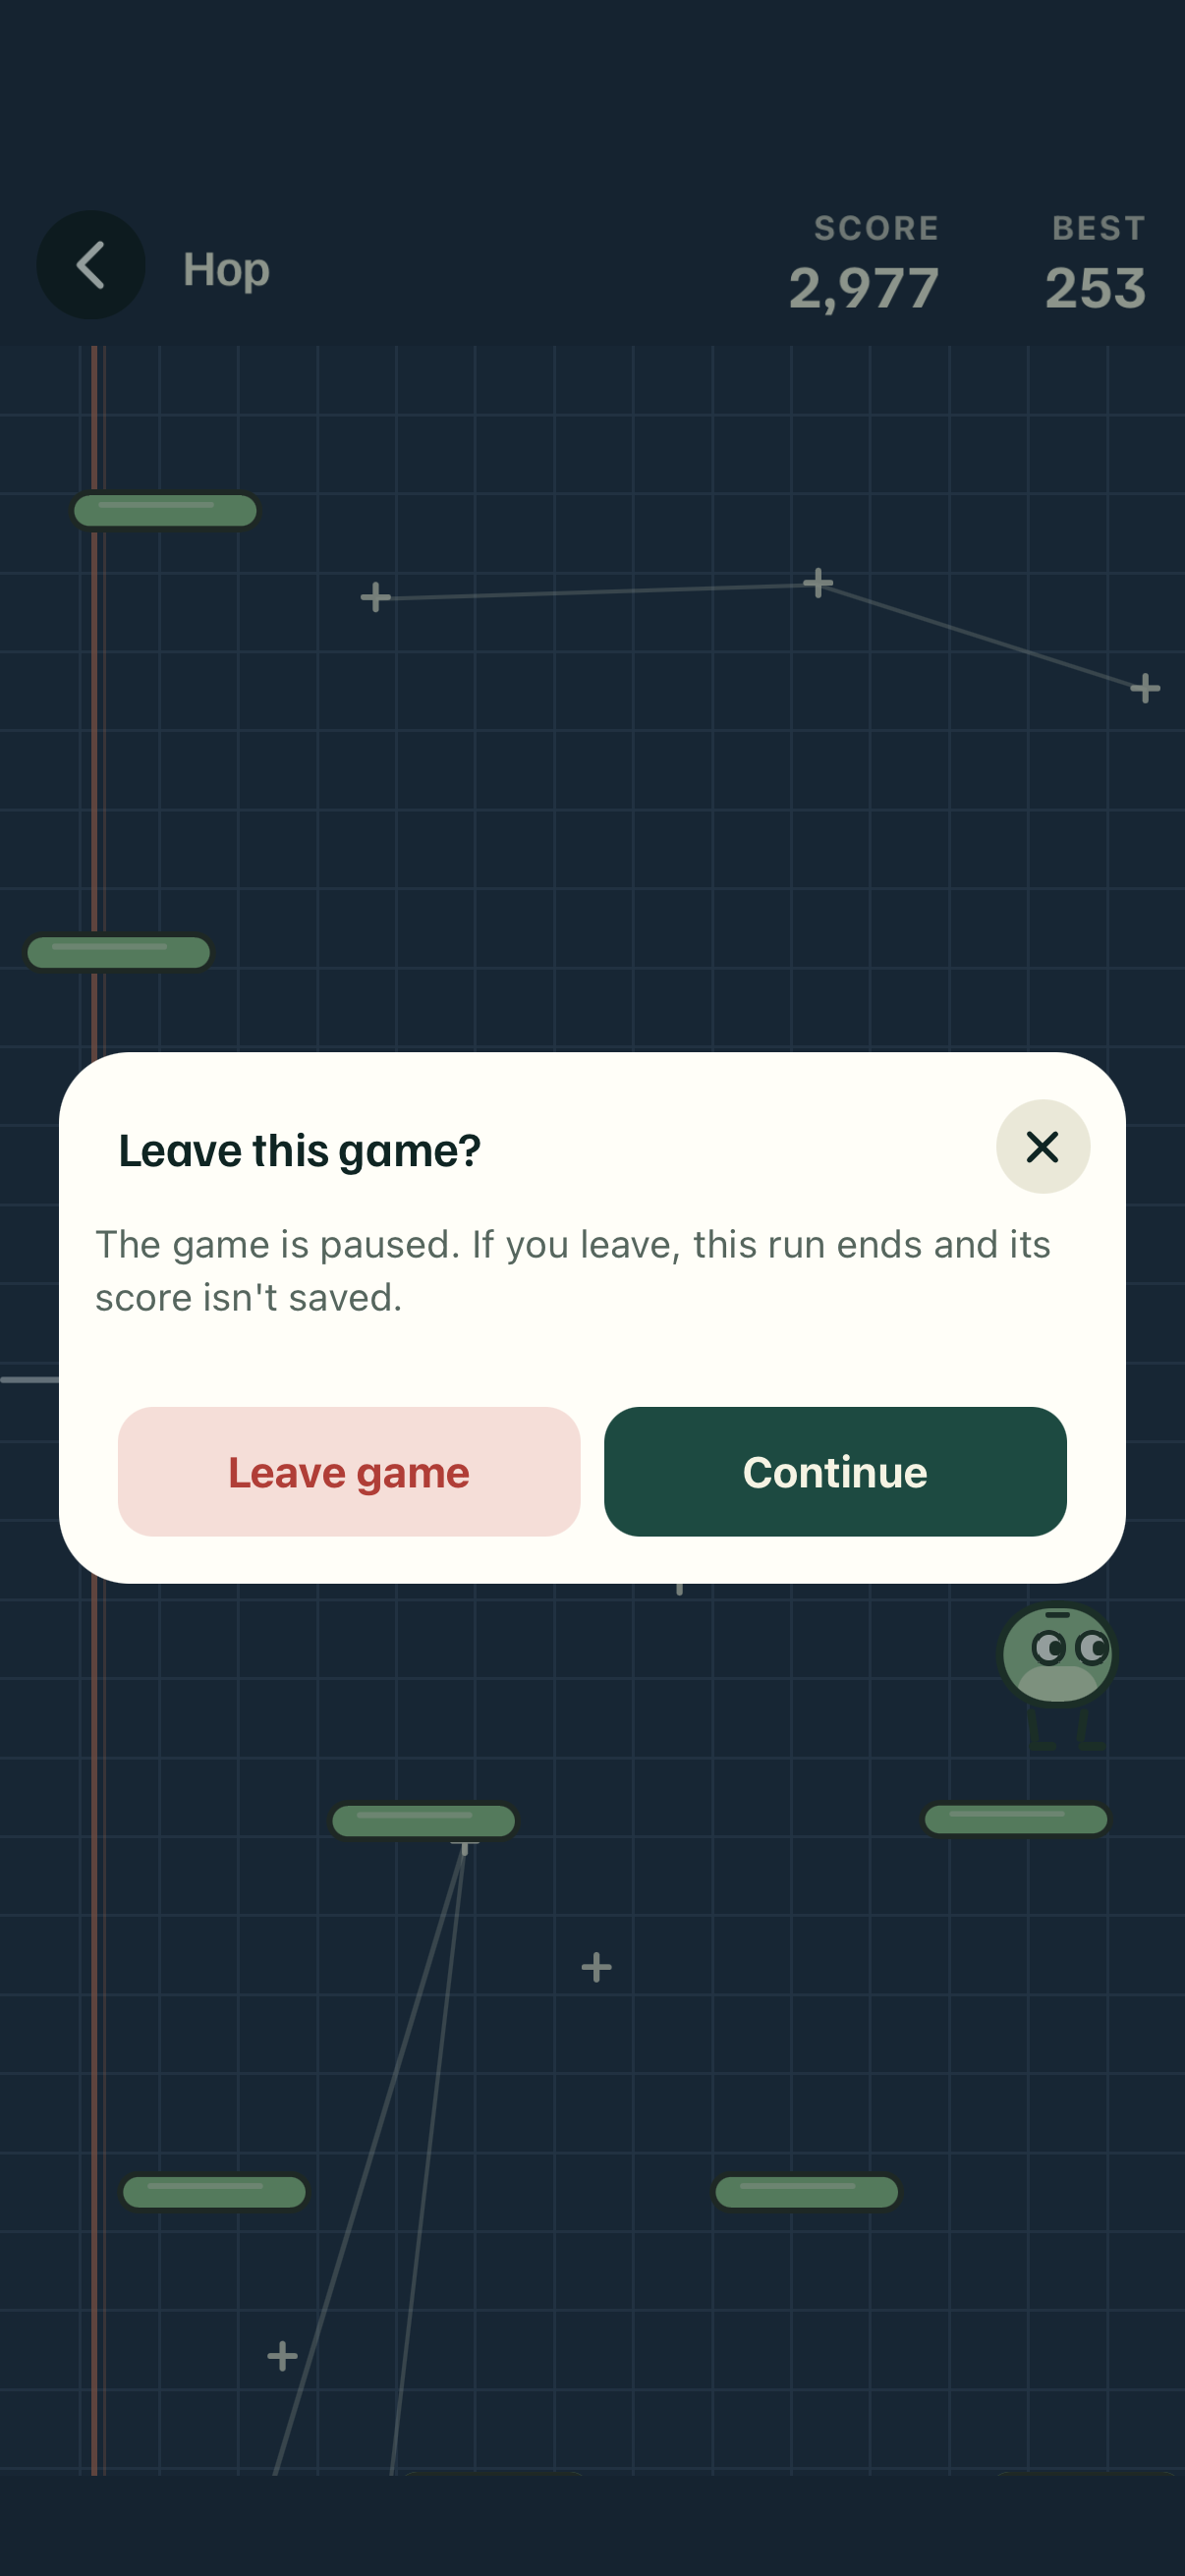 Hop
SCORE
2,977
BEST
253
Leave this game?
The game is paused. If you leave, this run ends and its
score isn't saved.
Leave game
Continue